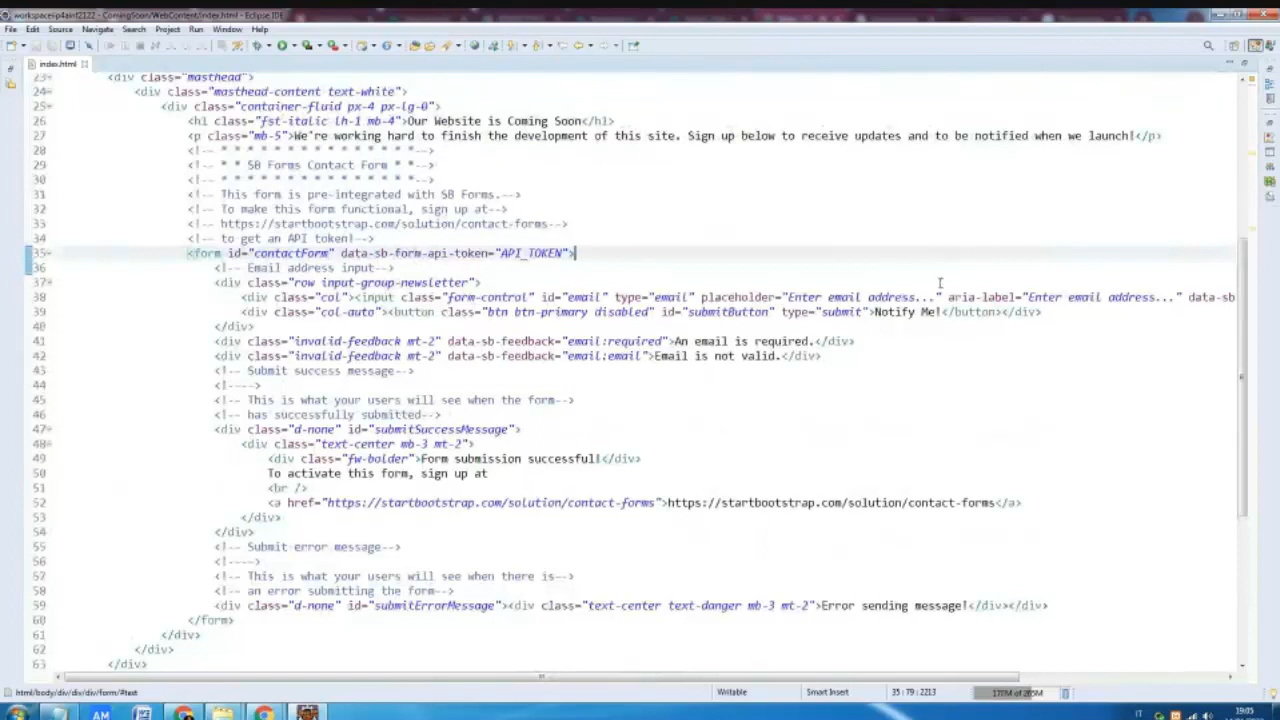 workspace-ip4ainf2122 - ComingSoon/WebContent/index.html - Eclipse IDE
File Edit Source Navigate Search Project Run Window Help
index.html
23 <div class="masthead">
24 <div class="masthead-content text-white">
25 <div class="container-fluid px-4 px-lg-0">
26 <h1 class="fst-italic lh-1 mb-4">Our Website is Coming Soon</h1>
27 <p class="mb-5">We're working hard to finish the development of this site. Sign up below to receive updates and to be notified when we launch!</p>
28 <!-- * * * * * * * * * * * * * * *-->
29 <!-- * * SB Forms Contact Form * *-->
30 <!-- * * * * * * * * * * * * * * *-->
31 <!-- This form is pre-integrated with SB Forms.-->
32 <!-- To make this form functional, sign up at-->
33 <!-- https://startbootstrap.com/solution/contact-forms-->
34 <!-- to get an API token!-->
35 <form id="contactForm" data-sb-form-api-token="API_TOKEN">
36 <!-- Email address input-->
37 <div class="row input-group-newsletter">
38 <div class="col"><input class="form-control" id="email" type="email" placeholder="Enter email address..." aria-label="Enter email address..." data-sb
39 <div class="col-auto"><button class="btn btn-primary disabled" id="submitButton" type="submit">Notify Me!</button></div>
40 </div>
41 <div class="invalid-feedback mt-2" data-sb-feedback="email:required">An email is required.</div>
42 <div class="invalid-feedback mt-2" data-sb-feedback="email:email">Email is not valid.</div>
43 <!-- Submit success message-->
44 <!---->
45 <!-- This is what your users will see when the form-->
46 <!-- has successfully submitted-->
47 <div class="d-none" id="submitSuccessMessage">
48 <div class="text-center mb-3 mt-2">
49 <div class="fw-bolder">Form submission successful!</div>
50 To activate this form, sign up at
51 <br />
52 <a href="https://startbootstrap.com/solution/contact-forms">https://startbootstrap.com/solution/contact-forms</a>
53 </div>
54 </div>
55 <!-- Submit error message-->
56 <!---->
57 <!-- This is what your users will see when there is-->
58 <!-- an error submitting the form-->
59 <div class="d-none" id="submitErrorMessage"><div class="text-center text-danger mb-3 mt-2">Error sending message!</div></div>
60 </form>
61 </div>
62 </div>
63 </div>
html/body/div/div/div/form/#text Writable Smart Insert 35 : 79 : 2213
AM IT 19:05